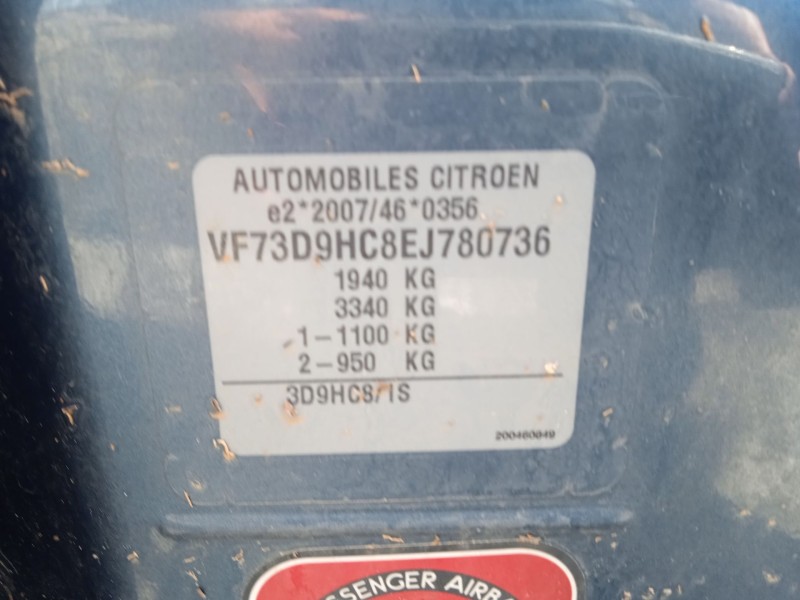 AUTOMOBILES CITROEN
e2*2007/46*0356
VF73D9HC8EJ780736
1940 KG
3340 KG
1-1100 KG
2-950 KG
3D9HC8/1S
200460849
SENGER AIRB